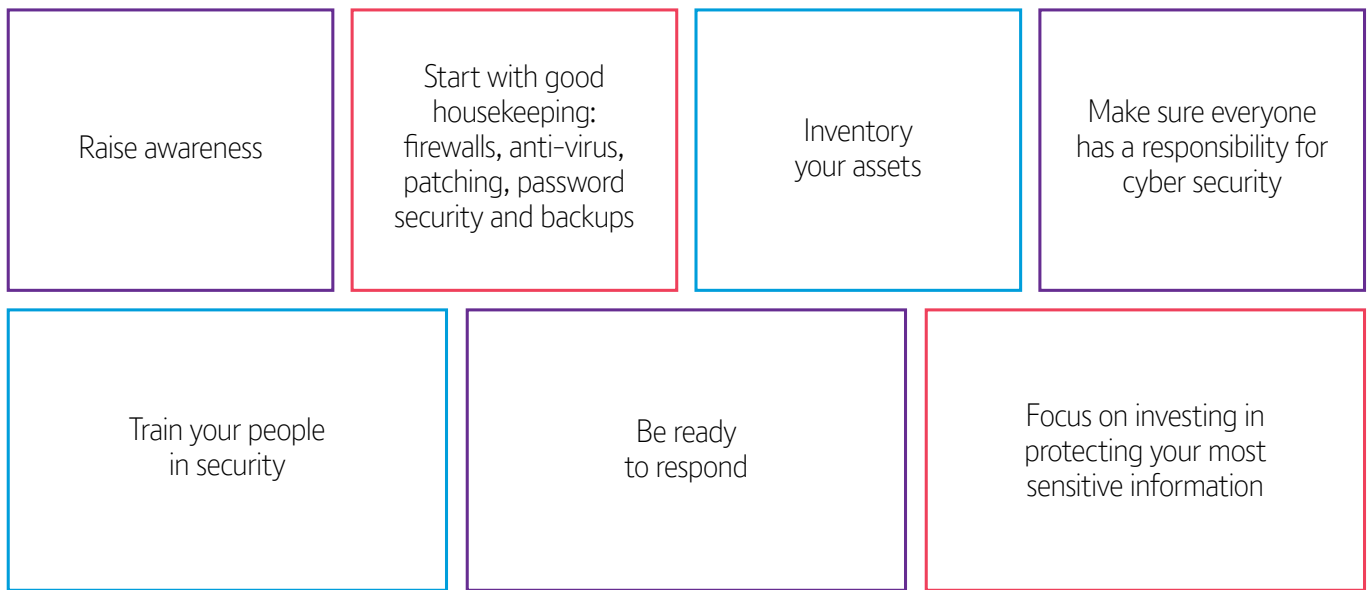 Raise awareness
Start with good
housekeeping:
firewalls, anti-virus,
patching, password
security and backups
Inventory
your assets
Make sure everyone
has a responsibility for
cyber security
Train your people
in security
Be ready
to respond
Focus on investing in
protecting your most
sensitive information